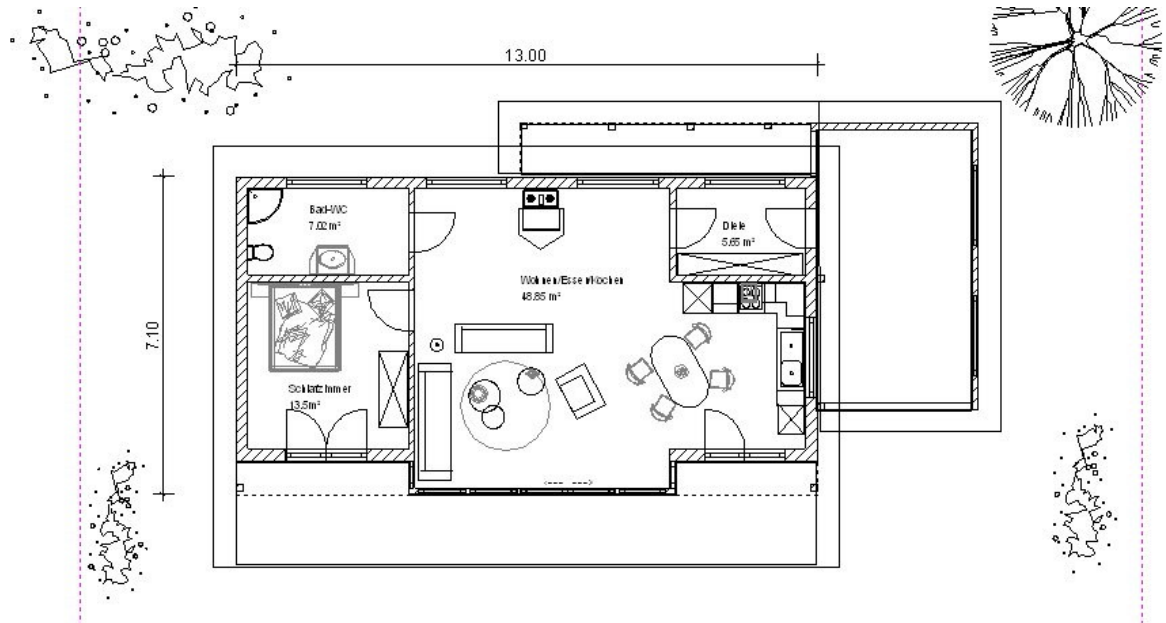 13.00
Bad-WC
7.02 m²
Diele
5.65 m²
Wohnen/Essen/Kochen
48.85 m²
7.10
Schlafzimmer
13.5m²